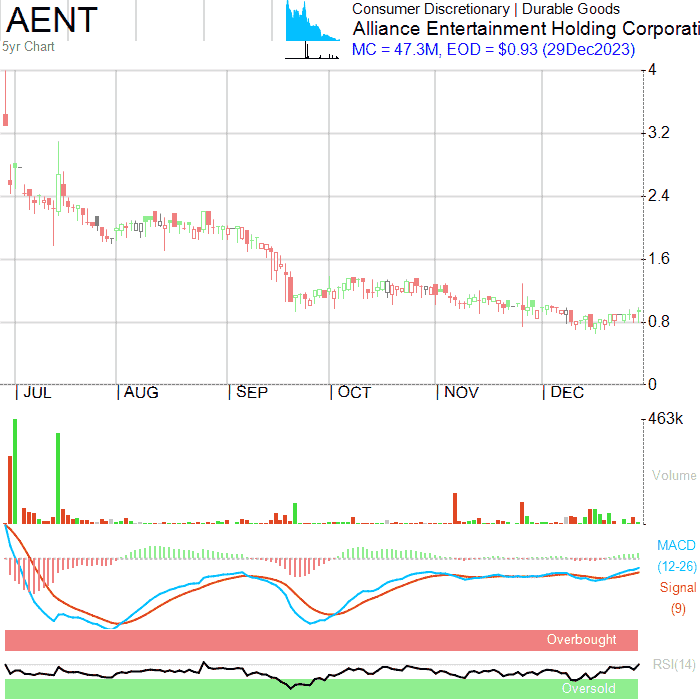 AENT
5yr Chart
Consumer Discretionary | Durable Goods
Alliance Entertainment Holding Corporati
MC = 47.3M, EOD = $0.93 (29Dec2023)
4
3.2
2.4
1.6
0.8
0
JUL AUG SEP OCT NOV DEC
463k
Volume
MACD
(12-26)
Signal
(9)
Overbought
RSI(14)
Oversold